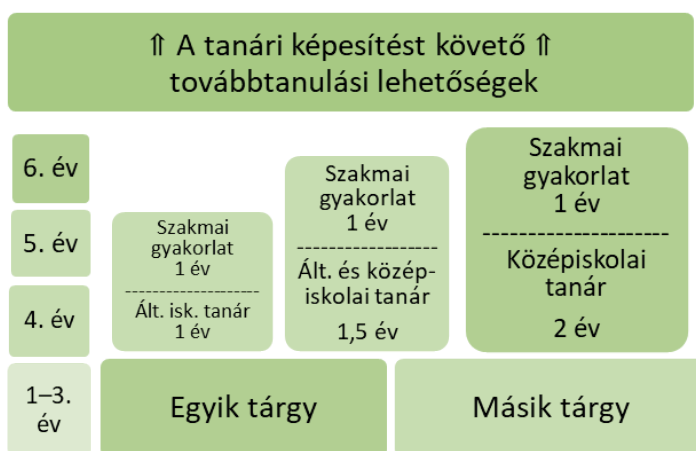 ⇑ A tanári képesítést követő ⇑
továbbtanulási lehetőségek
6. év
5. év
4. év
1–3.
év
Szakmai
gyakorlat
1 év
--------------------
Ált. isk. tanár
1 év
Szakmai
gyakorlat
1 év
------------------
Ált. és közép-
iskolai tanár
1,5 év
Szakmai
gyakorlat
1 év
---------------------
Középiskolai
tanár
2 év
Egyik tárgy
Másik tárgy